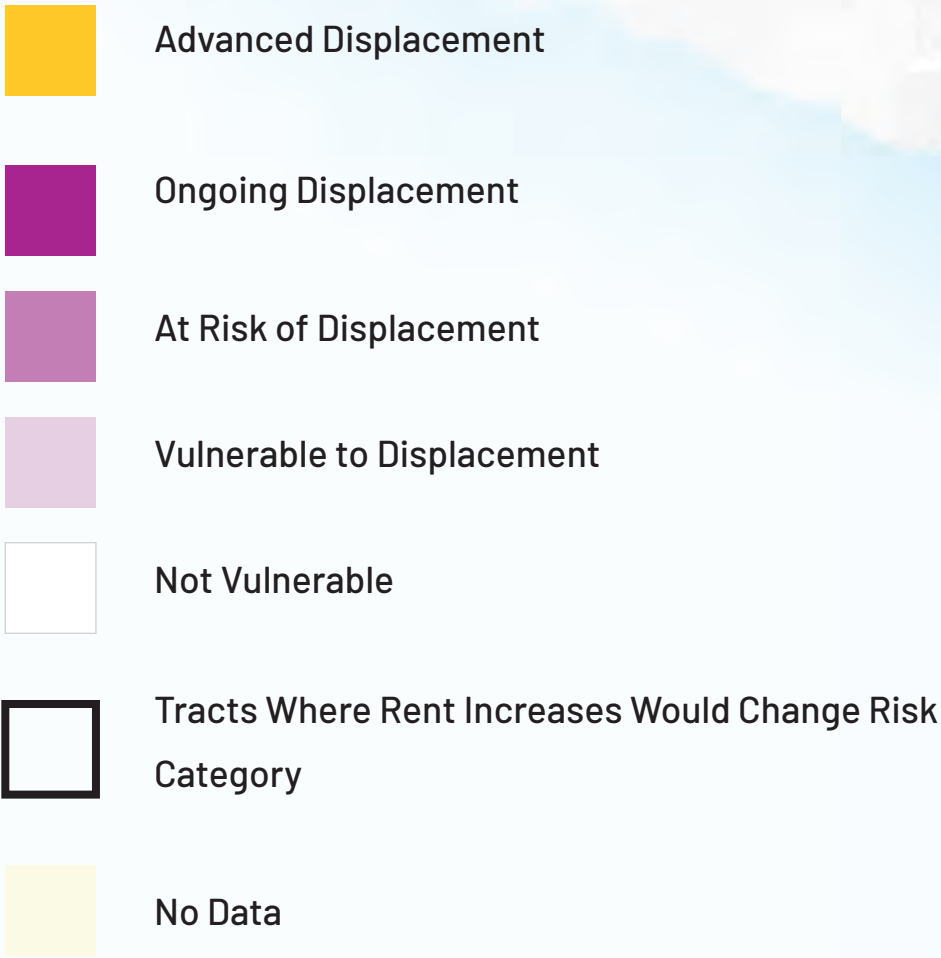 Advanced Displacement
Ongoing Displacement
At Risk of Displacement
Vulnerable to Displacement
Not Vulnerable
Tracts Where Rent Increases Would Change Risk
Category
No Data